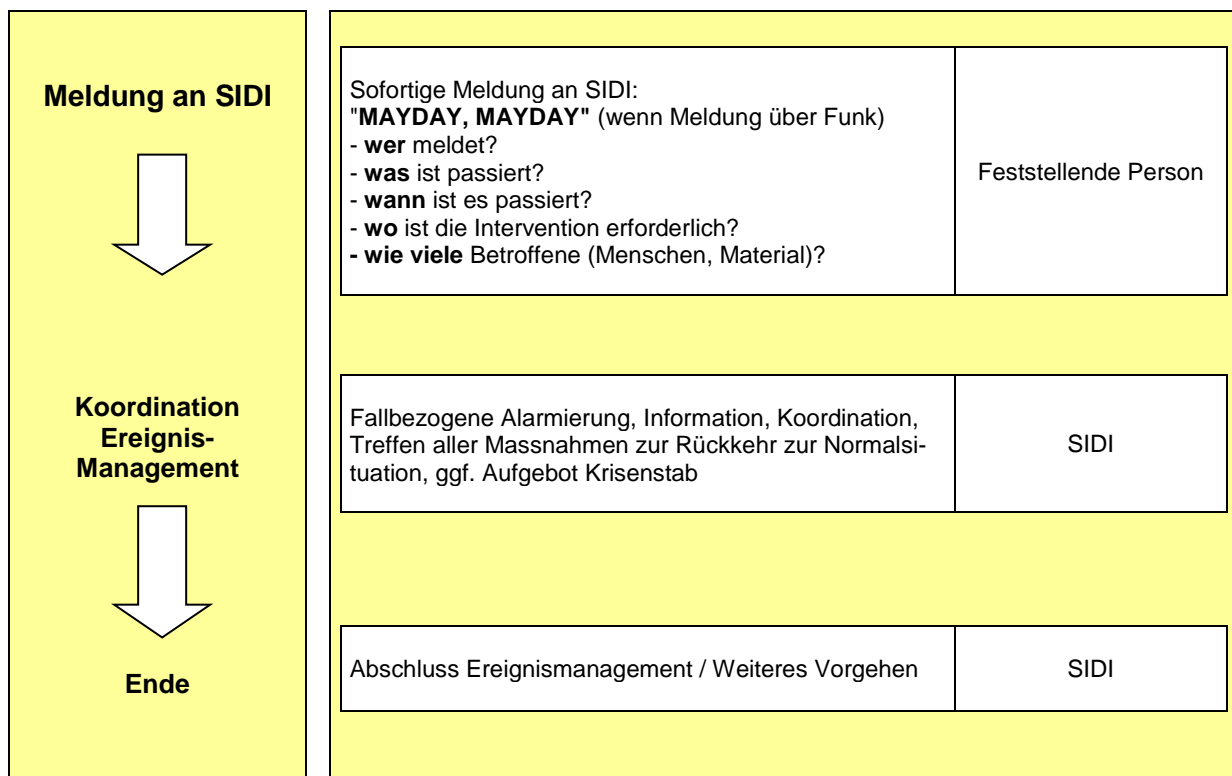 Meldung an SIDI
Sofortige Meldung an SIDI:
"MAYDAY, MAYDAY" (wenn Meldung über Funk)
- wer meldet?
- was ist passiert?
- wann ist es passiert?
- wo ist die Intervention erforderlich?
- wie viele Betroffene (Menschen, Material)?
Feststellende Person
Koordination
Ereignis-
Management
Fallbezogene Alarmierung, Information, Koordination,
Treffen aller Massnahmen zur Rückkehr zur Normalsi-
tuation, ggf. Aufgebot Krisenstab
SIDI
Ende
Abschluss Ereignismanagement / Weiteres Vorgehen
SIDI